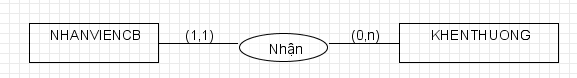 NHANVIENCB (1,1) Nhận (0,n) KHENTHUONG